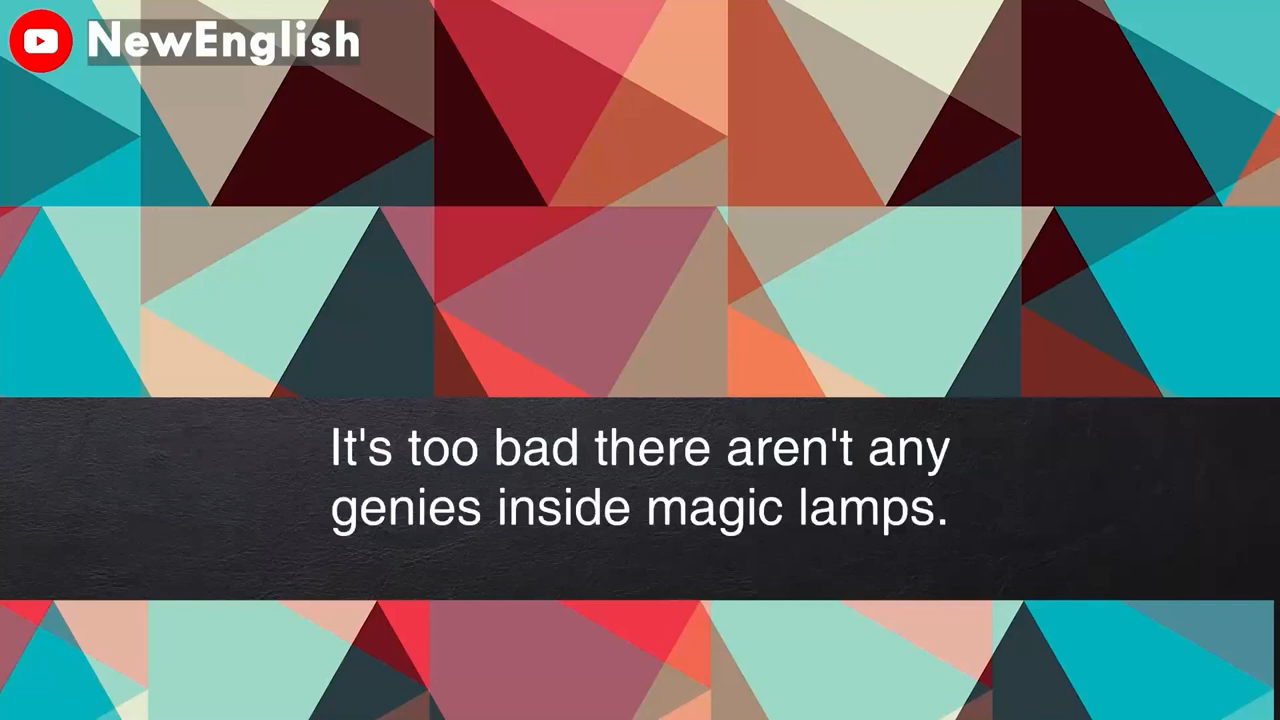 NewEnglish
It's too bad there aren't any
genies inside magic lamps.